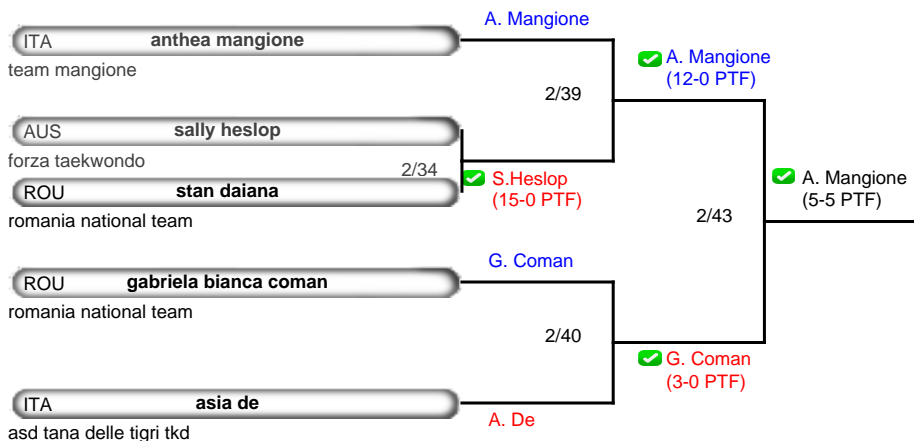 A. Mangione
ITA anthea mangione
team mangione
A. Mangione
(12-0 PTF)
2/39
AUS sally heslop
forza taekwondo
2/34
S.Heslop
(15-0 PTF)
ROU stan daiana
romania national team
A. Mangione
(5-5 PTF)
2/43
G. Coman
ROU gabriela bianca coman
romania national team
2/40
G. Coman
(3-0 PTF)
ITA asia de
A. De
asd tana delle tigri tkd